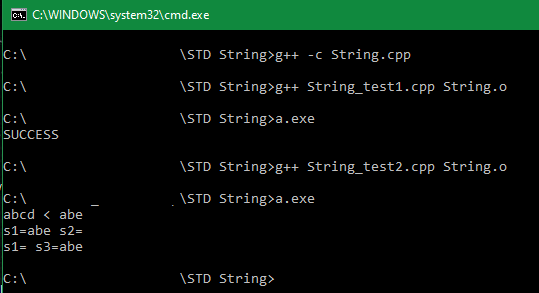 C:\WINDOWS\system32\cmd.exe
C:\ \STD String>g++ -c String.cpp
C:\ \STD String>g++ String_test1.cpp String.o
C:\ \STD String>a.exe
SUCCESS
C:\ \STD String>g++ String_test2.cpp String.o
C:\ \STD String>a.exe
abcd < abe
s1=abe s2=
s1= s3=abe
C:\ \STD String>